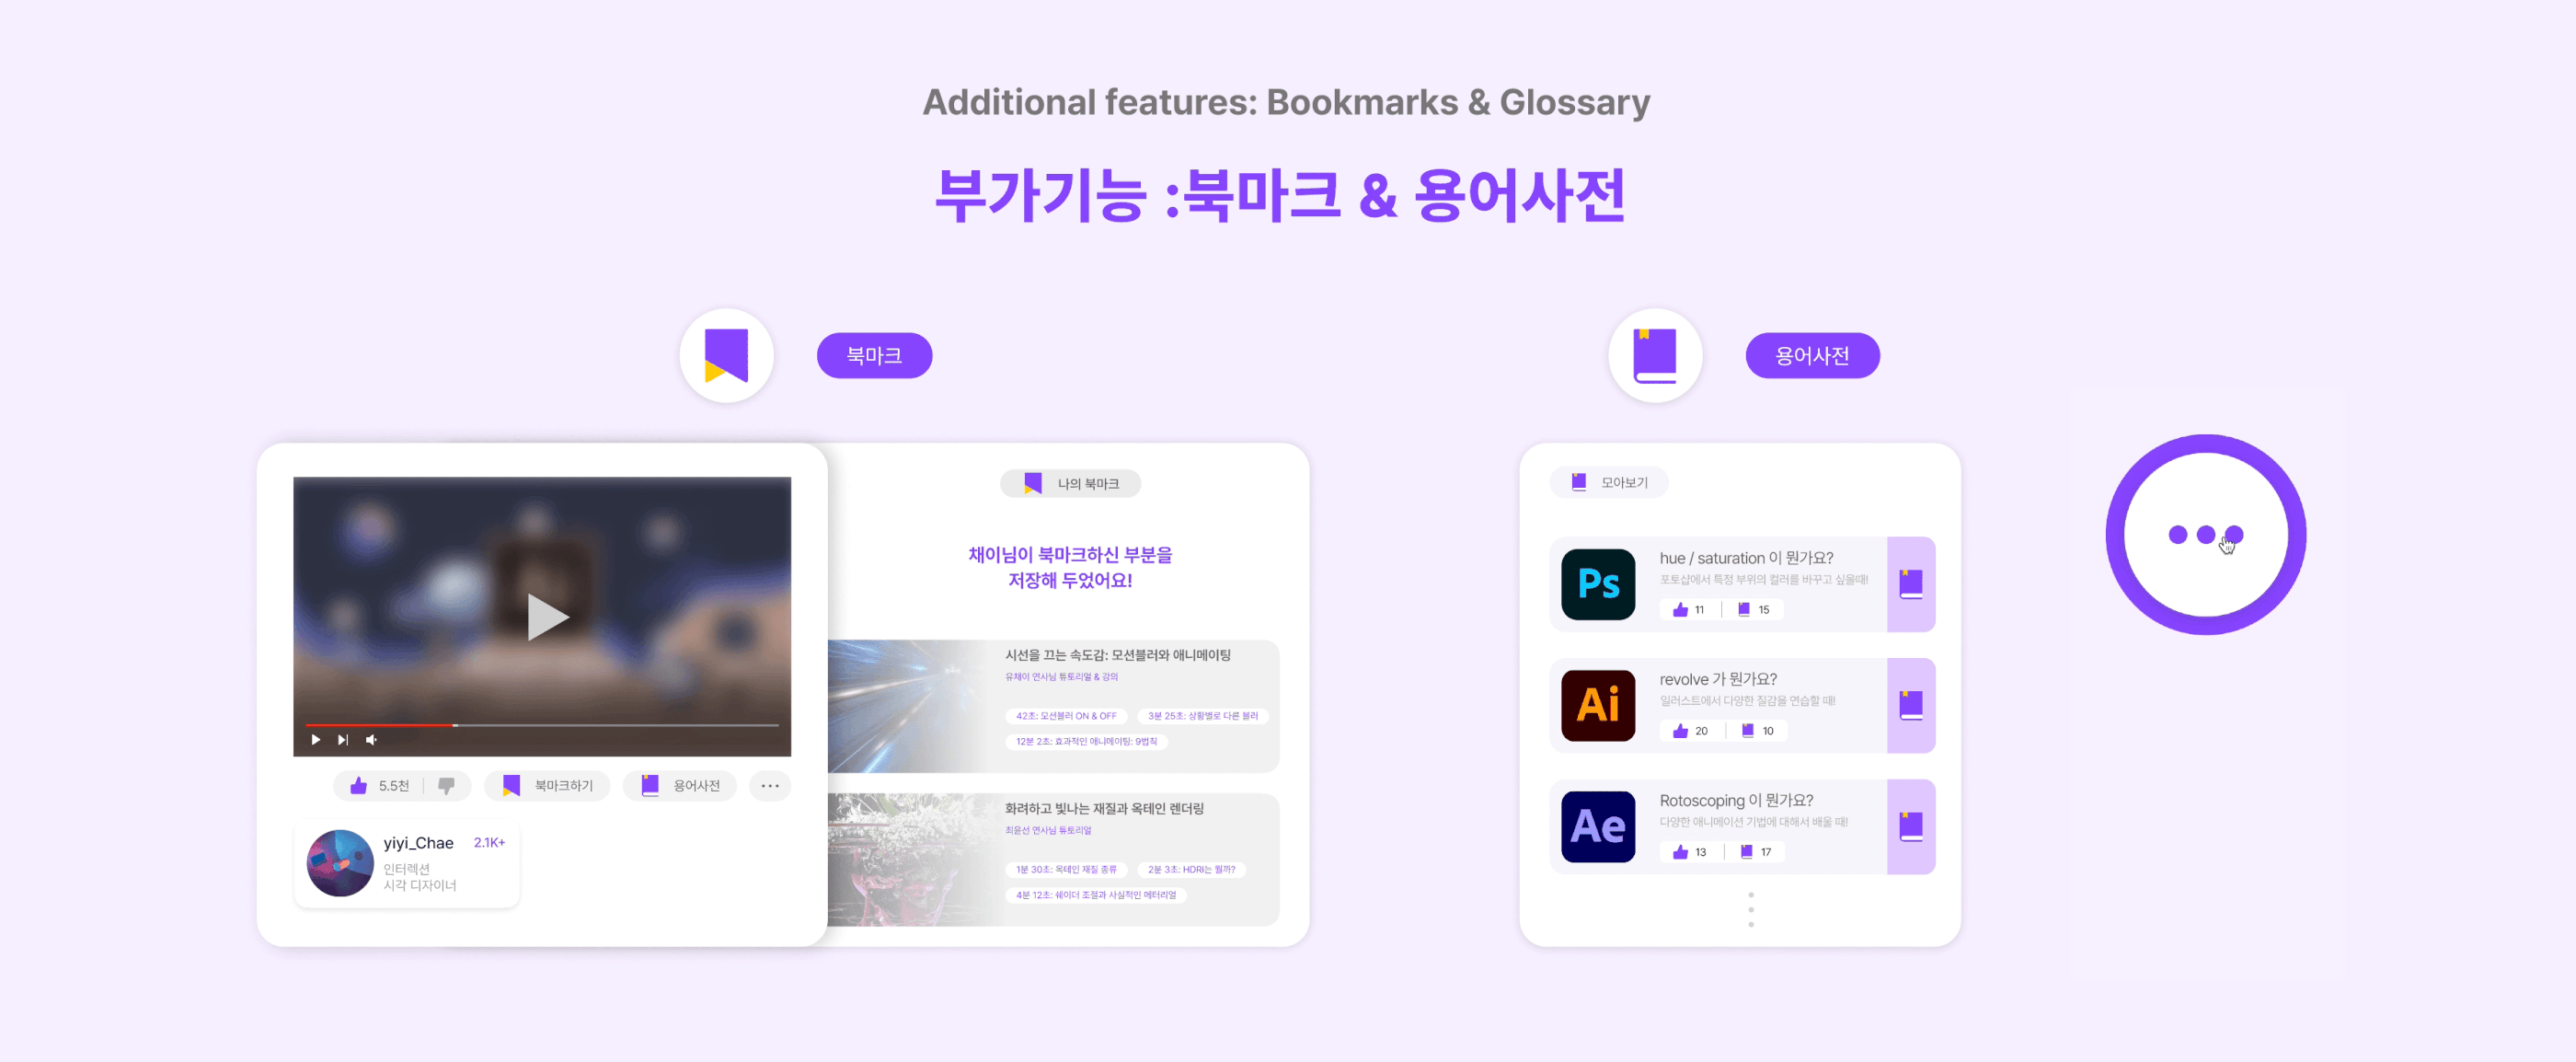 Additional features: Bookmarks & Glossary
부가기능 :북마크 & 용어사전
북마크
용어사전
5.5천
북마크하기
용어사전
yiyi_Chae 2.1K+
인터렉션
시각 디자이너
나의 북마크
채이님이 북마크하신 부분을
저장해 두었어요!
시선을 끄는 속도감: 모션블러와 애니메이팅
유채이 연사님 튜토리얼 & 강의
42초: 모션블러 ON & OFF
3분 25초: 상황별로 다른 블러
12분 2초: 효과적인 애니메이팅: 9법칙
화려하고 빛나는 재질과 옥테인 렌더링
최윤선 연사님 튜토리얼
1분 30초: 옥테인 재질 종류
2분 3초: HDRi는 뭘까?
4분 12초: 쉐이더 조절과 사실적인 메터리얼
모아보기
Ps
hue / saturation 이 뭔가요?
포토샵에서 특정 부위의 컬러를 바꾸고 싶을때!
11 15
Ai
revolve 가 뭔가요?
일러스트에서 다양한 질감을 연습할 때!
20 10
Ae
Rotoscoping 이 뭔가요?
다양한 애니메이션 기법에 대해서 배울 때!
13 17